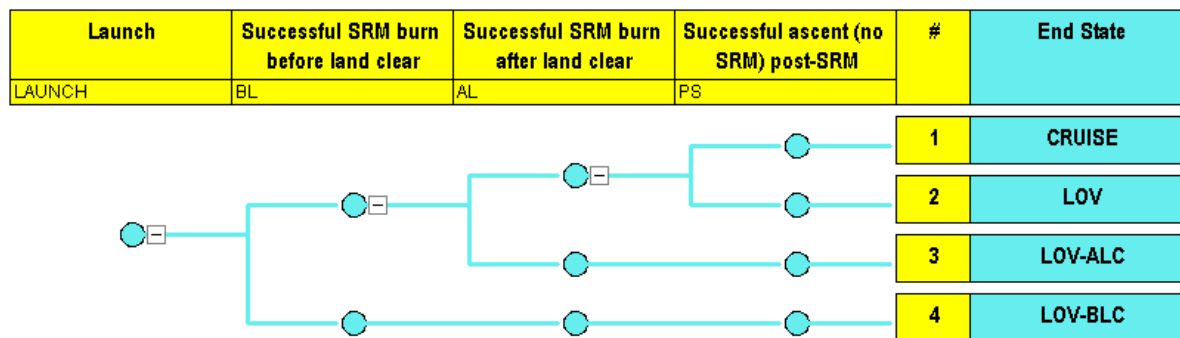 Launch
Successful SRM burn
before land clear
Successful SRM burn
after land clear
Successful ascent (no
SRM) post-SRM
#
End State
LAUNCH
BL
AL
PS
1
CRUISE
2
LOV
3
LOV-ALC
4
LOV-BLC